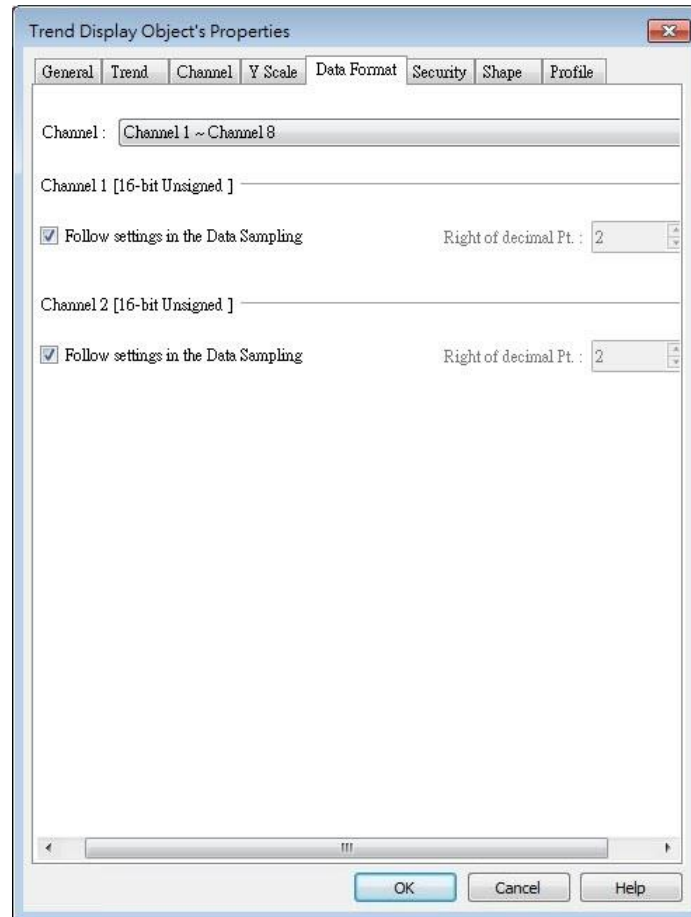 Trend Display Object's Properties
General Trend Channel Y Scale Data Format Security Shape Profile
Channel : Channel 1 ~ Channel 8
Channel 1 [16-bit Unsigned ]
Follow settings in the Data Sampling Right of decimal Pt. : 2
Channel 2 [16-bit Unsigned ]
Follow settings in the Data Sampling Right of decimal Pt. : 2
OK Cancel Help